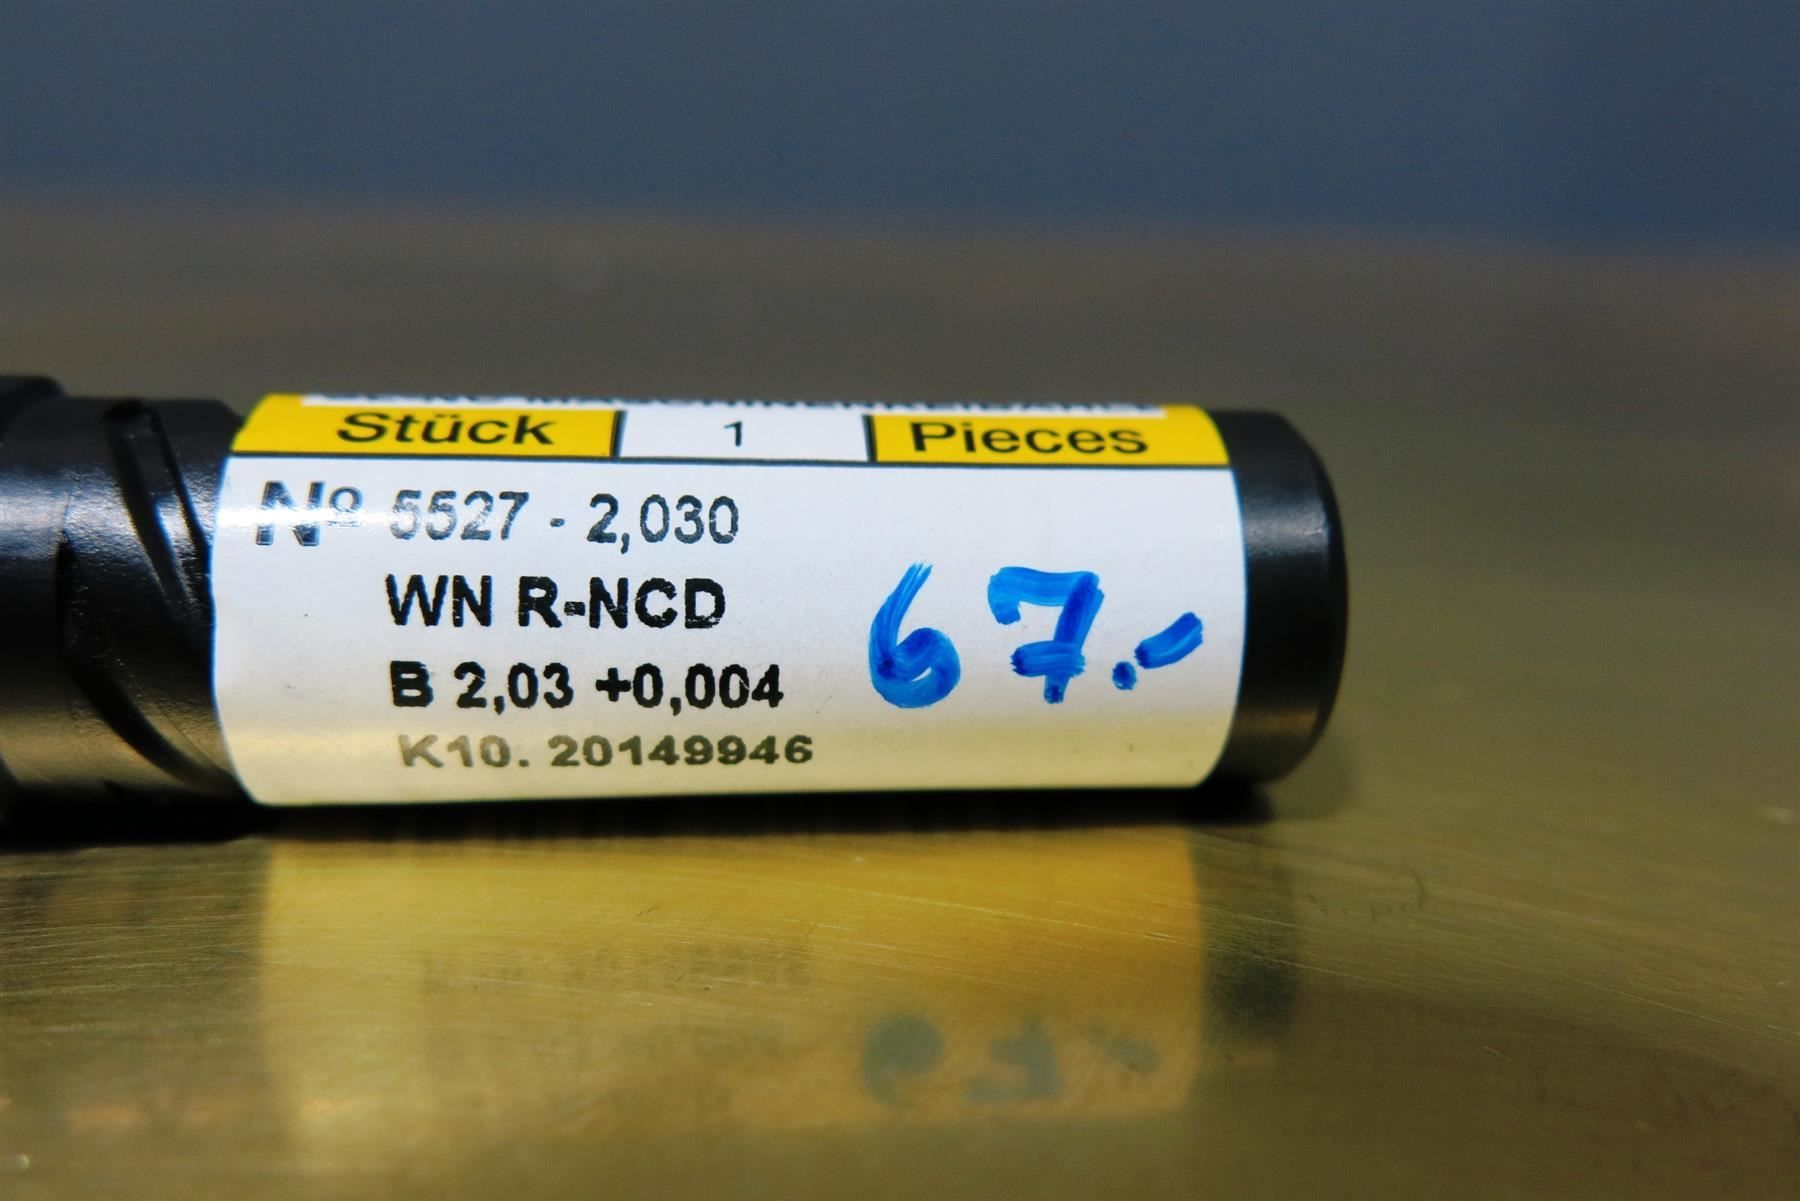 Stück 1 Pieces
Nº 5527 - 2,030
WN R-NCD
B 2,03 +0,004
K10. 20149946
67.-